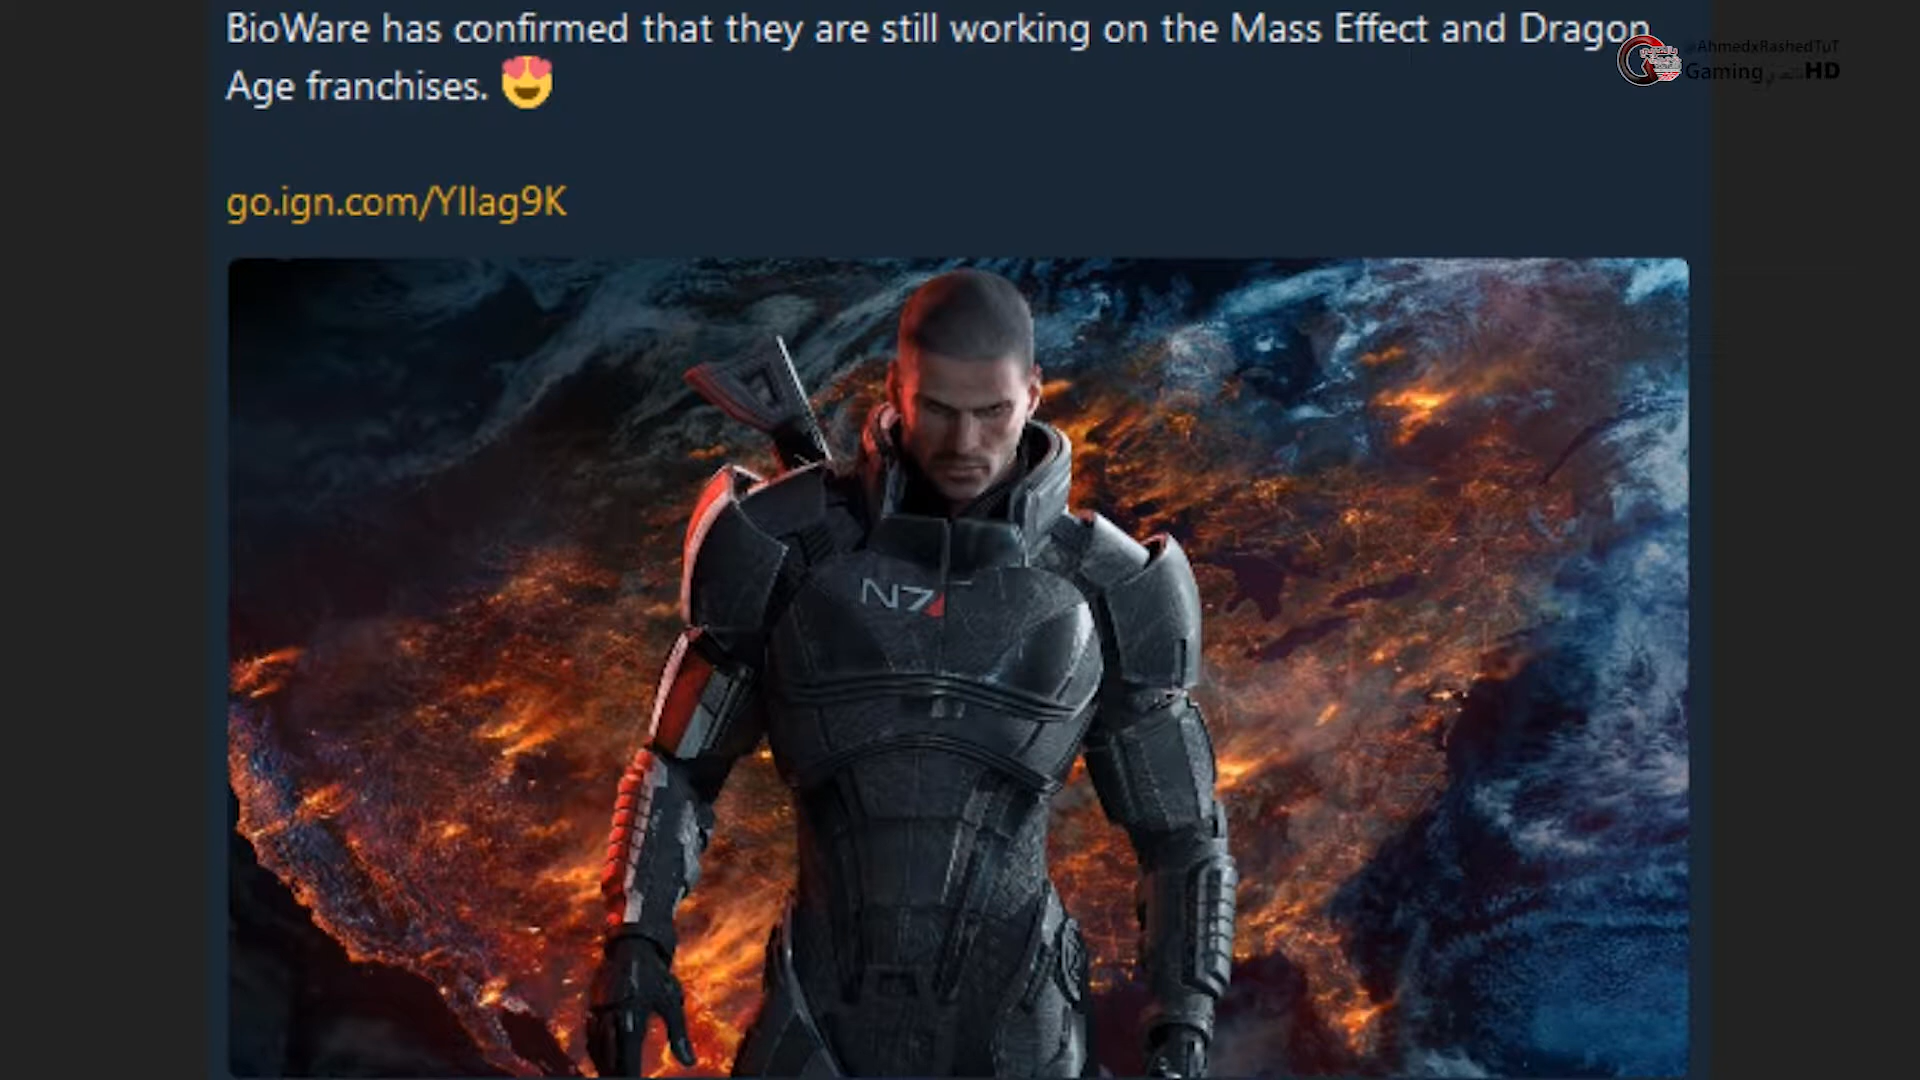 BioWare has confirmed that they are still working on the Mass Effect and Dragon
Age franchises. 😍
@AhmedxRashedTuT
Gaming HD
go.ign.com/YIlag9K
N7